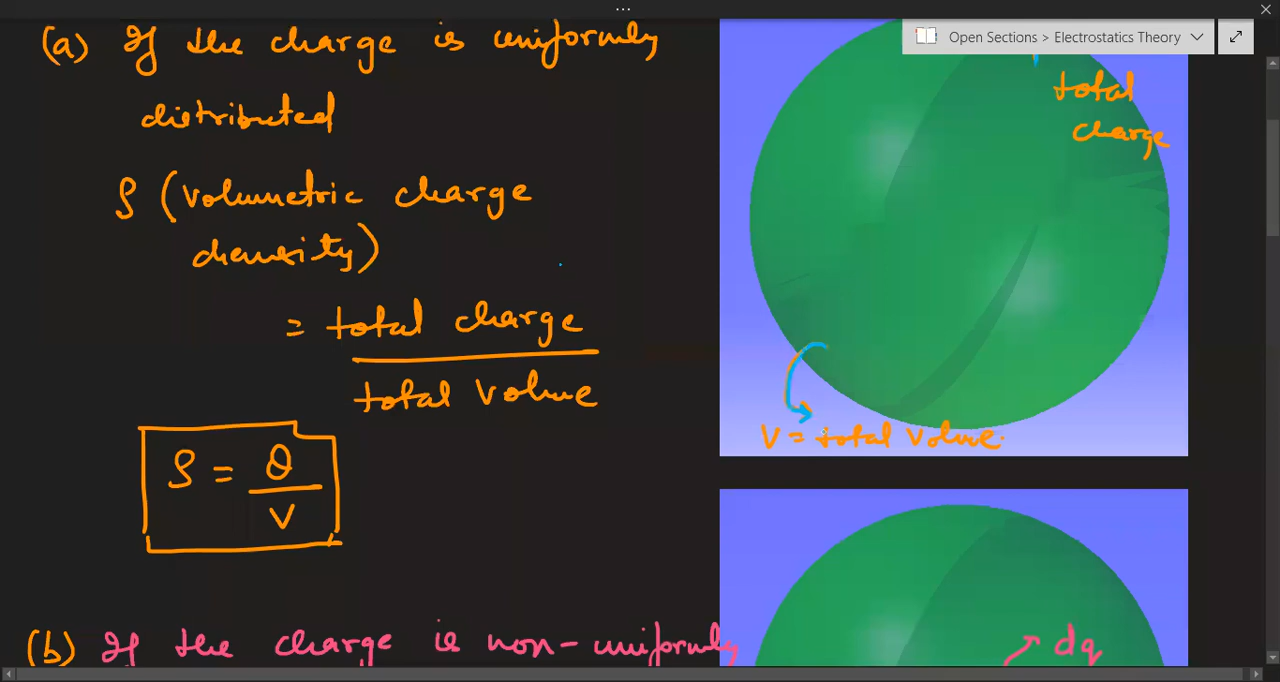 ...
Open Sections > Electrostatics Theory
(a) If the charge is uniformly
distributed
ρ (volumetric charge
density)
= total charge
total Volume
ρ = Q
V
total
charge
V = total Volume
(b) If the charge is non-uniformly
dq